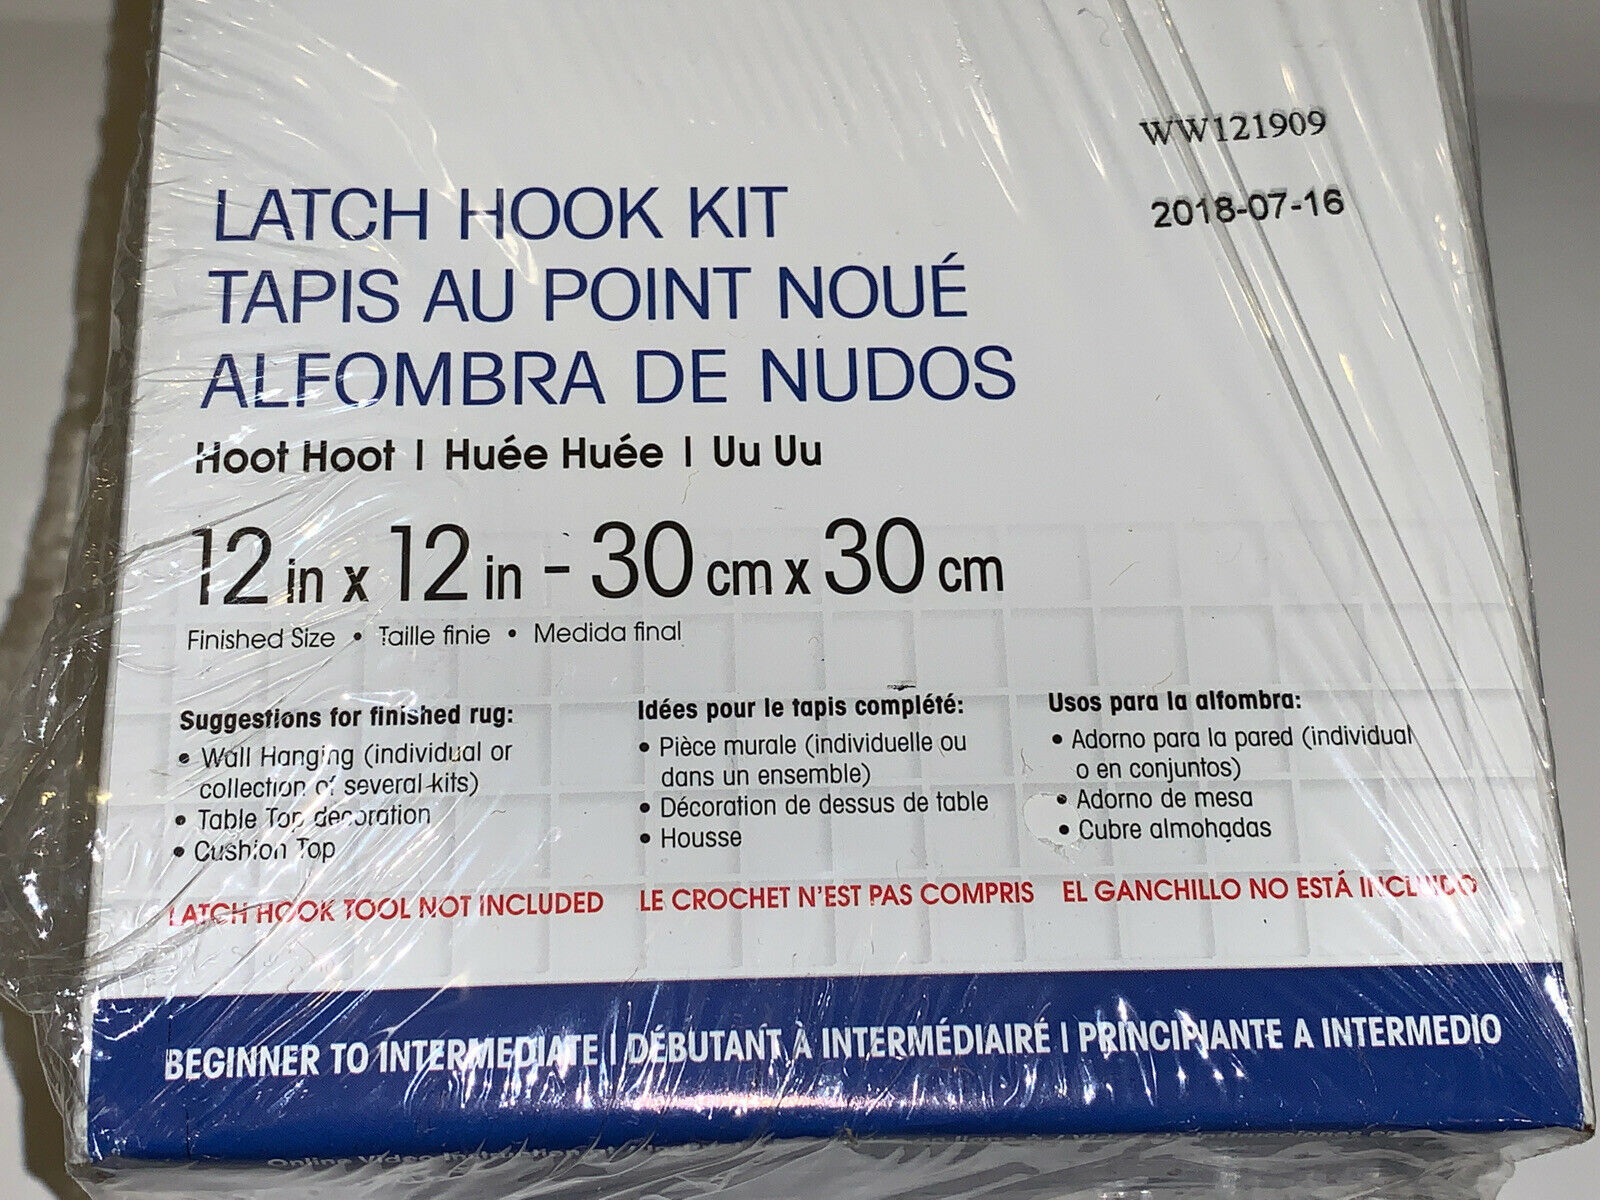 WW121909
2018-07-16
LATCH HOOK KIT
TAPIS AU POINT NOUÉ
ALFOMBRA DE NUDOS
Hoot Hoot | Huée Huée | Uu Uu
12 in x 12 in - 30 cm x 30 cm
Finished Size • Taille finie • Medida final
Suggestions for finished rug:
• Wall Hanging (individual or
collection of several kits)
• Table Top decoration
• Cushion Top
Idées pour le tapis complété:
• Pièce murale (individuelle ou
dans un ensemble)
• Décoration de dessus de table
• Housse
Usos para la alfombra:
• Adorno para la pared (individual
o en conjuntos)
• Adorno de mesa
• Cubre almohadas
LATCH HOOK TOOL NOT INCLUDED LE CROCHET N'EST PAS COMPRIS EL GANCHILLO NO ESTÁ INCLUIDO
BEGINNER TO INTERMEDIATE | DÉBUTANT À INTERMÉDIAIRE | PRINCIPIANTE A INTERMEDIO
Online Video Instruction